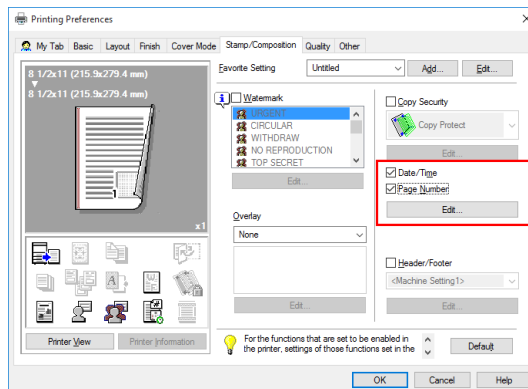 Printing Preferences
My Tab Basic Layout Finish Cover Mode Stamp/Composition Quality Other
8 1/2x11 (215.9x279.4 mm)
8 1/2x11 (215.9x279.4 mm)
1
x1
Printer View
Printer Information
Favorite Setting Untitled Add... Edit...
Watermark
URGENT
CIRCULAR
WITHDRAW
NO REPRODUCTION
TOP SECRET
Edit...
Overlay
None
Edit...
Copy Security
Copy Protect
Edit...
Date/Time
Page Number
Edit...
Header/Footer
<Machine Setting1>
Edit...
For the functions that are set to be enabled in
the printer, settings of those functions set in the
Default
OK Cancel Help